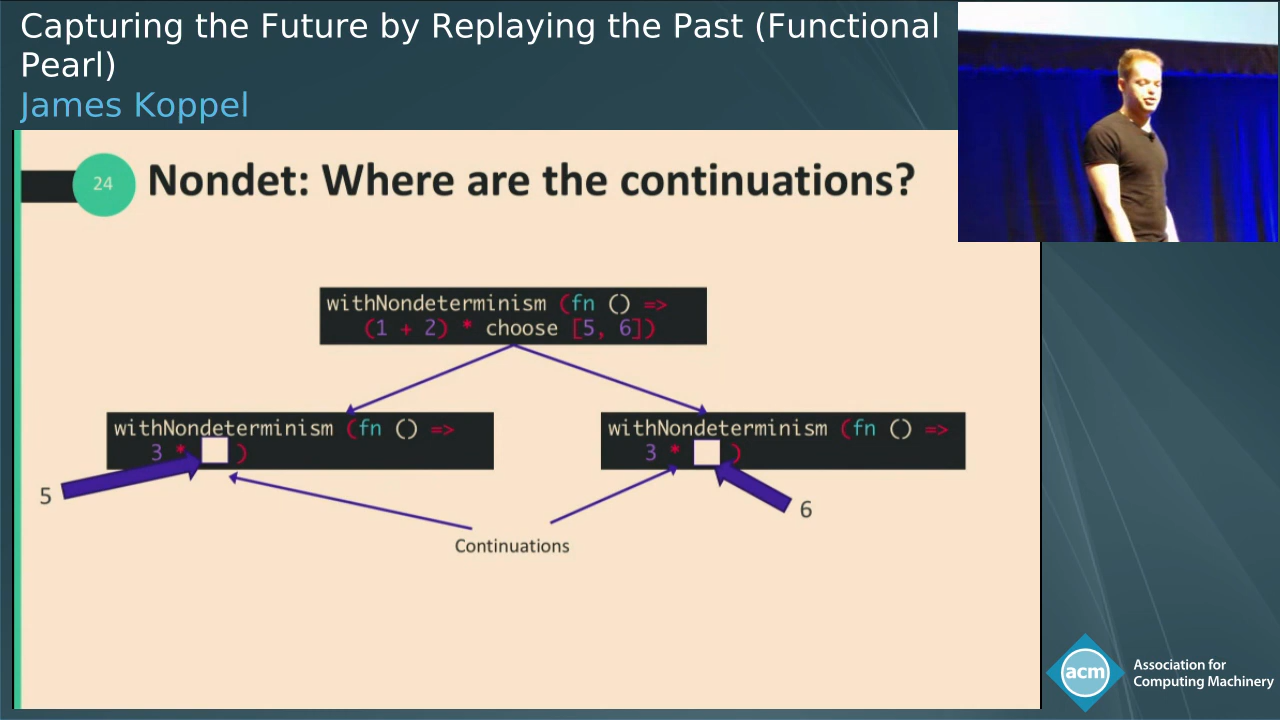 Capturing the Future by Replaying the Past (Functional
Pearl)
James Koppel
24
Nondet: Where are the continuations?
withNondeterminism (fn () =>
(1 + 2) * choose [5, 6])
withNondeterminism (fn () =>
3 * )
withNondeterminism (fn () =>
3 * )
5
6
Continuations
acm
Association for
Computing Machinery